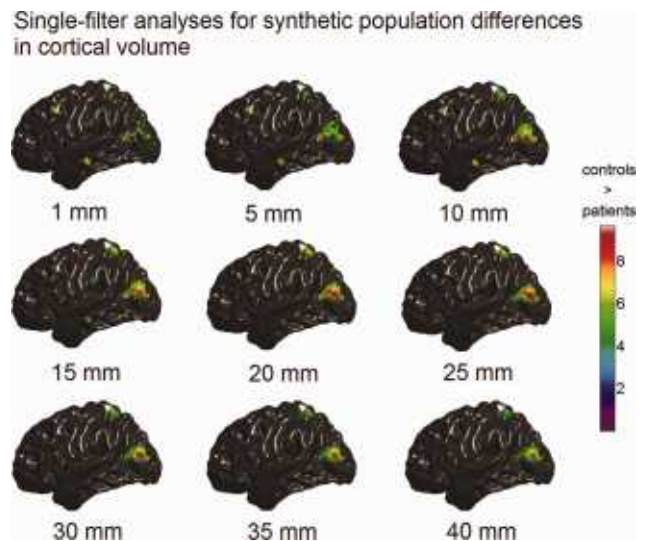 Single-filter analyses for synthetic population differences
in cortical volume
1 mm
5 mm
10 mm
15 mm
20 mm
25 mm
30 mm
35 mm
40 mm
controls
>
patients
8
6
4
2